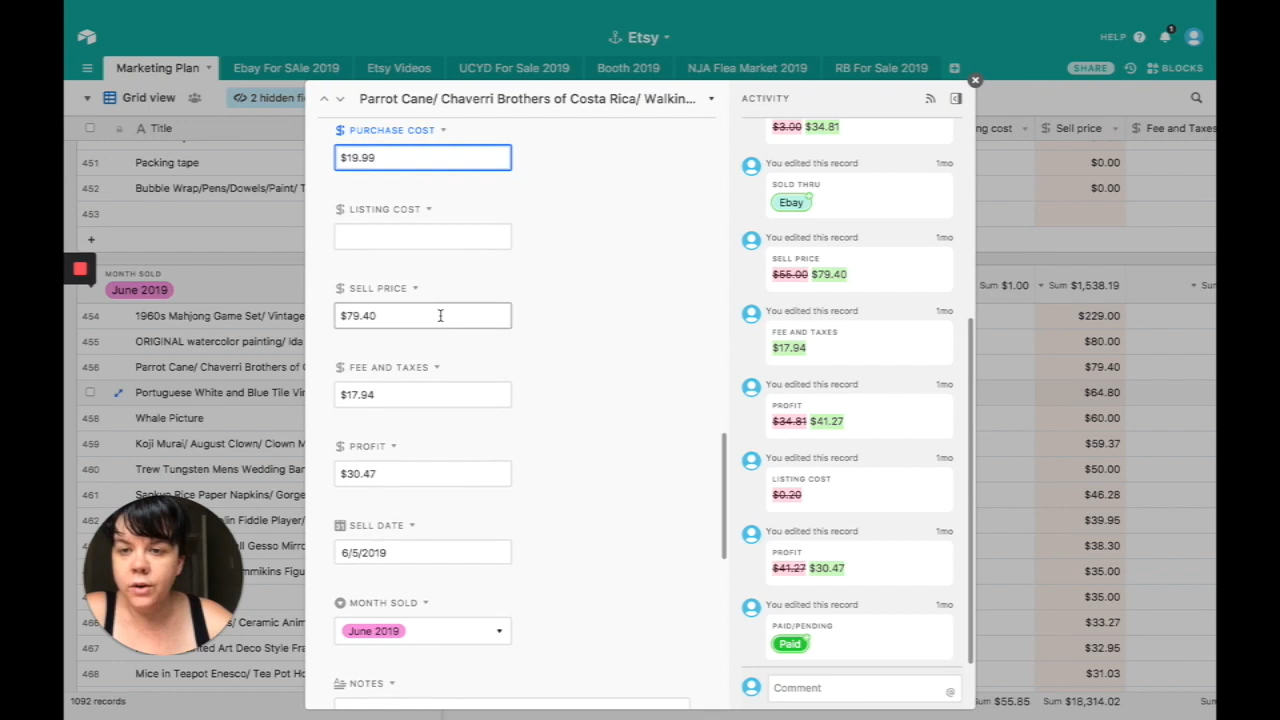 Etsy
HELP
1
Marketing Plan
Ebay For SAle 2019
Etsy Videos
UCYD For Sale 2019
Booth 2019
NJA Flea Market 2019
RB For Sale 2019
SHARE
BLOCKS
Grid view
2 hidden fi
Parrot Cane/ Chaverri Brothers of Costa Rica/ Walkin...
ACTIVITY
Title
PURCHASE COST
$19.99
LISTING COST
SELL PRICE
$79.40
FEE AND TAXES
$17.94
PROFIT
$30.47
SELL DATE
6/5/2019
MONTH SOLD
June 2019
NOTES
$3.00 $34.81
You edited this record 1mo
SOLD THRU
Ebay
You edited this record 1mo
SELL PRICE
$55.00 $79.40
You edited this record 1mo
FEE AND TAXES
$17.94
You edited this record 1mo
PROFIT
$34.81 $41.27
You edited this record 1mo
LISTING COST
$0.20
You edited this record 1mo
PROFIT
$41.27 $30.47
You edited this record 1mo
PAID/PENDING
Paid
Comment
ng cost
Sell price
Fee and Taxes
451 Packing tape $0.00
452 Bubble Wrap/Pens/Dowels/Paint/ T $0.00
453
MONTH SOLD
June 2019
Sum $1.00 Sum $1,538.19 Sum
454 1960s Mahjong Game Set/ Vintage $229.00
455 ORIGINAL watercolor painting/ ida $80.00
456 Parrot Cane/ Chaverri Brothers of C $79.40
Portuguese White and Blue Tile Vin $64.80
458 Whale Picture $60.00
459 Koji Murai/ August Clown/ Clown M $59.37
460 Trew Tungsten Mens Wedding Ban $50.00
461 Rice Paper Napkins/ Gorge $46.28
462 Fiddle Player/ $39.95
Gesso Mirro $38.30
Figu $35.00
$35.00
Ceramic Anim $33.27
467 Art Deco Style Fra $32.95
468 Mice in Teapot Enesco/ Tea Pot Ho $31.03
1092 records
Sum $55.85 Sum $18,314.02